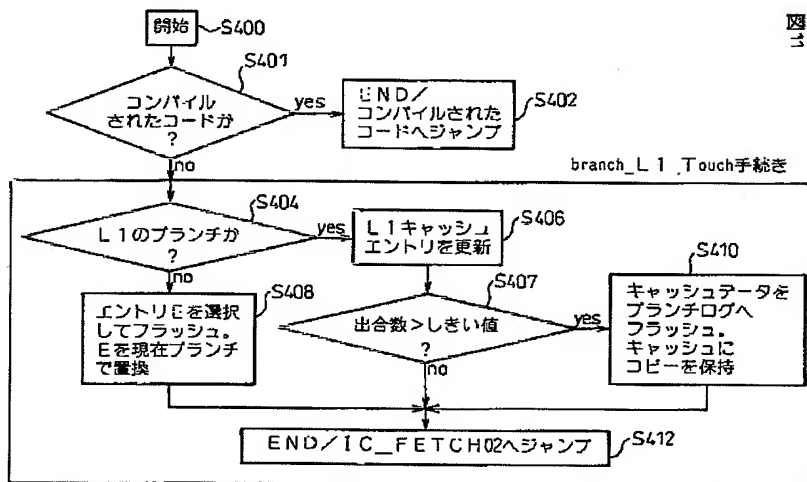 図11
開始
S400
S401
コンパイル
されたコードか
?
yes
no
END/
コンパイルされた
コードへジャンプ
S402
branch_L1_Touch手続き
S404
L1のブランチか
?
yes
no
L1キャッシュ
エントリを更新
S406
S407
出合数>しきい値
?
yes
no
S408
エントリEを選択
してフラッシュ。
Eを現在ブランチ
で置換
S410
キャッシュデータを
ブランチログへ
フラッシュ。
キャッシュに
コピーを保持
END/IC_FETCH02へジャンプ
S412